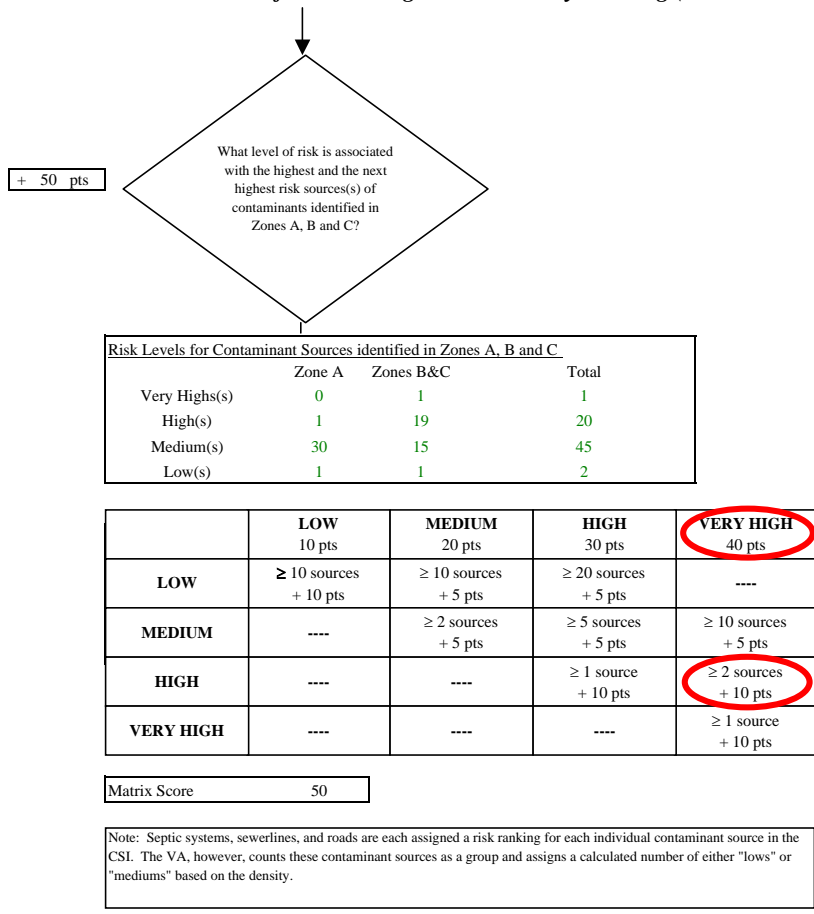 + 50 pts
What level of risk is associated
with the highest and the next
highest risk sources(s) of
contaminants identified in
Zones A, B and C?
Risk Levels for Contaminant Sources identified in Zones A, B and C
Zone A Zones B&C Total
Very Highs(s) 0 1 1
High(s) 1 19 20
Medium(s) 30 15 45
Low(s) 1 1 2
LOW MEDIUM HIGH VERY HIGH
10 pts 20 pts 30 pts 40 pts
LOW ≥ 10 sources ≥ 10 sources ≥ 20 sources ----
+ 10 pts + 5 pts + 5 pts
MEDIUM ---- ≥ 2 sources ≥ 5 sources ≥ 10 sources
+ 5 pts + 5 pts + 5 pts
HIGH ---- ---- ≥ 1 source ≥ 2 sources
+ 10 pts + 10 pts
VERY HIGH ---- ---- ---- ≥ 1 source
+ 10 pts
Matrix Score 50
Note: Septic systems, sewerlines, and roads are each assigned a risk ranking for each individual contaminant source in the
CSI. The VA, however, counts these contaminant sources as a group and assigns a calculated number of either "lows" or
"mediums" based on the density.